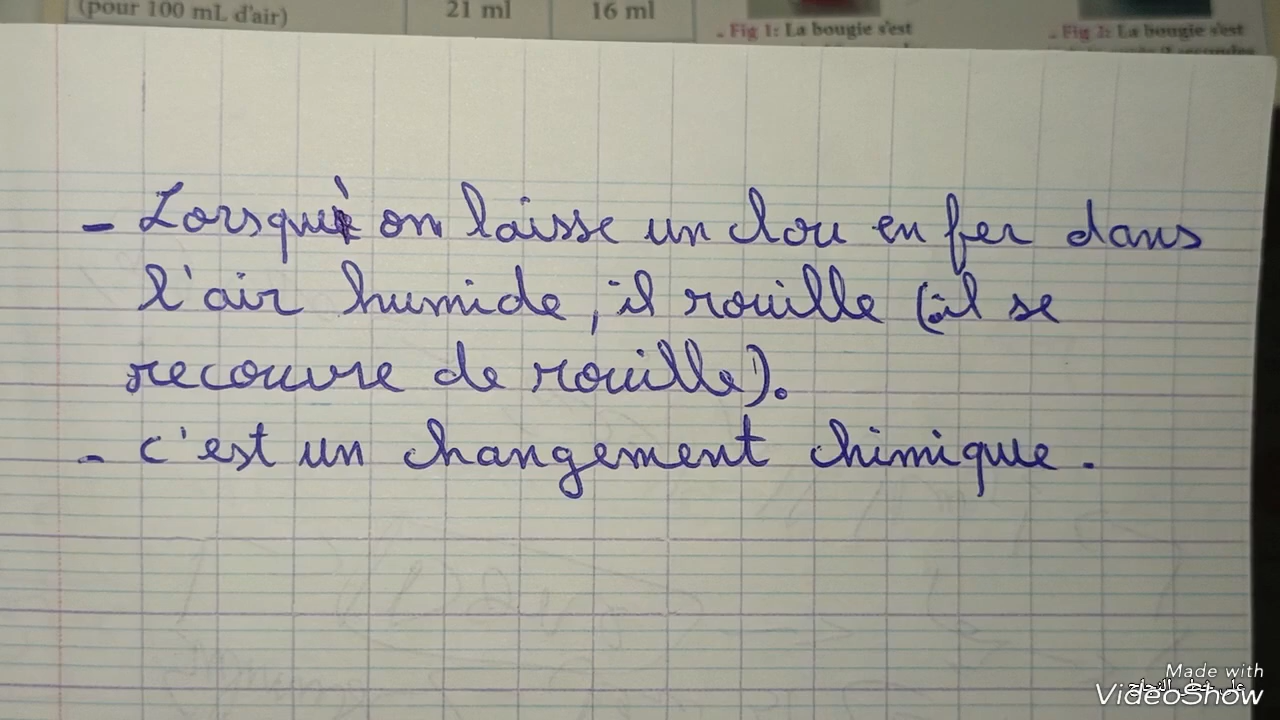 (pour 100 mL d'air)
21 ml
16 ml
- Fig 1: La bougie s'est
- Fig 2: La bougie s'est
- Lorsqu'on laisse un clou en fer dans
l'air humide, il rouille (il se
recouvre de rouille).
- c'est un changement chimique.
Made with
VideoShow